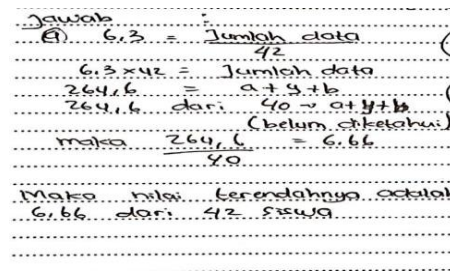 Jawab :
(a) 6.3 = Jumlah data
42
6.3 x 42 = Jumlah data
264,6 = a + y + b
264,6 dari 40 ~ a + y + b
(belum diketahui)
maka 264,6 = 6.66
40
Maka nilai terendahnya adalah
6,66 dari 42 siswa